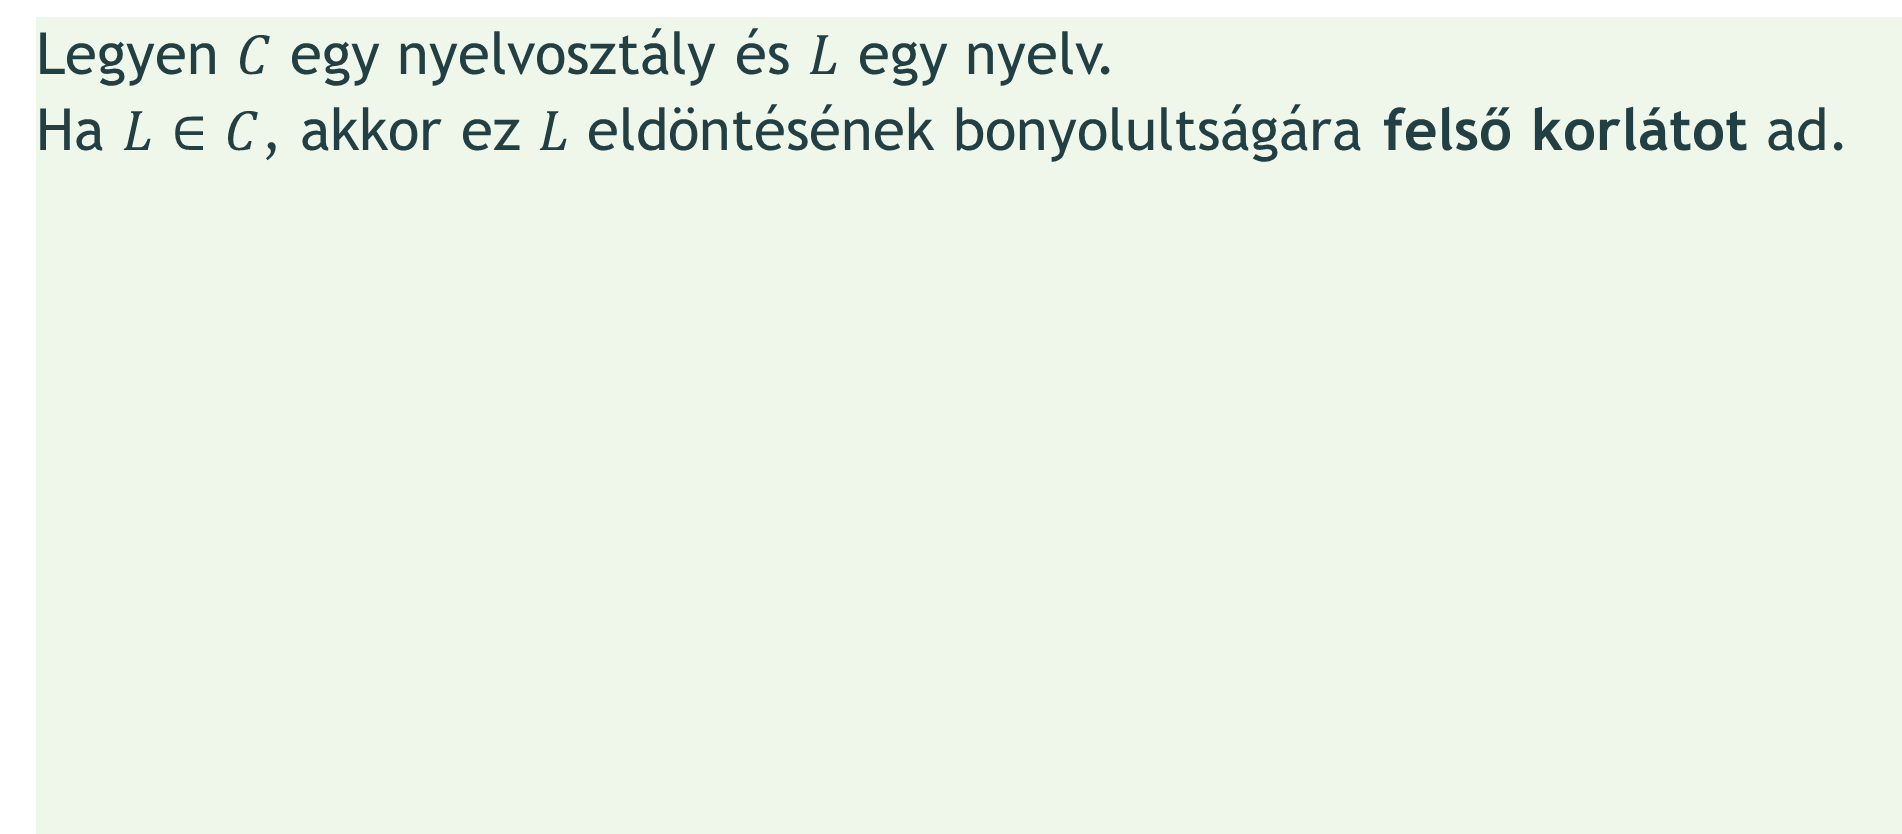 Legyen 𝐶 egy nyelvosztály és 𝐿 egy nyelv.
Ha 𝐿 ∈ 𝐶, akkor ez 𝐿 eldöntésének bonyolultságára felső korlátot ad.